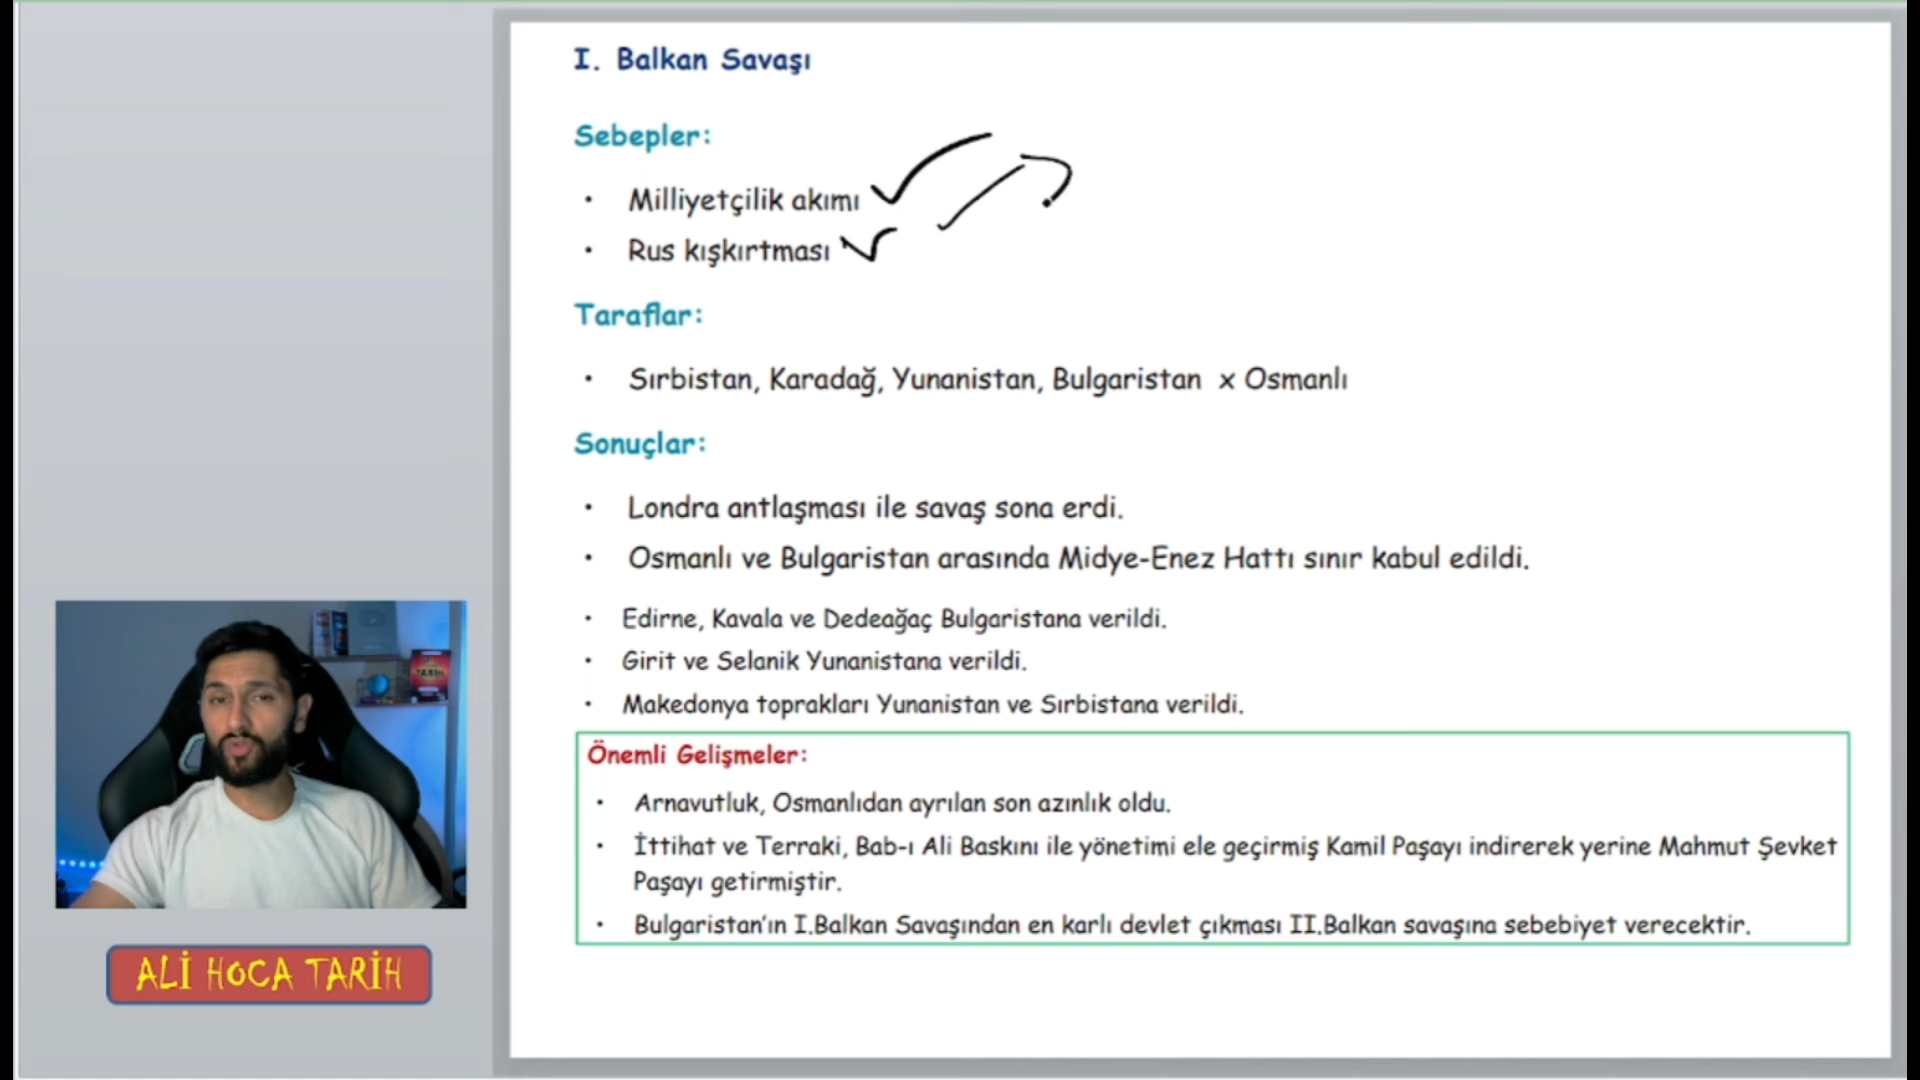 I. Balkan Savaşı
Sebepler:
• Milliyetçilik akımı
• Rus kışkırtması
Taraflar:
• Sırbistan, Karadağ, Yunanistan, Bulgaristan x Osmanlı
Sonuçlar:
• Londra antlaşması ile savaş sona erdi.
• Osmanlı ve Bulgaristan arasında Midye-Enez Hattı sınır kabul edildi.
• Edirne, Kavala ve Dedeağaç Bulgaristana verildi.
• Girit ve Selanik Yunanistana verildi.
• Makedonya toprakları Yunanistan ve Sırbistana verildi.
Önemli Gelişmeler:
• Arnavutluk, Osmanlıdan ayrılan son azınlık oldu.
• İttihat ve Terraki, Bab-ı Ali Baskını ile yönetimi ele geçirmiş Kamil Paşayı indirerek yerine Mahmut Şevket
Paşayı getirmiştir.
• Bulgaristan'ın I.Balkan Savaşından en karlı devlet çıkması II.Balkan savaşına sebebiyet verecektir.
TARİH
ALİ HOCA TARİH